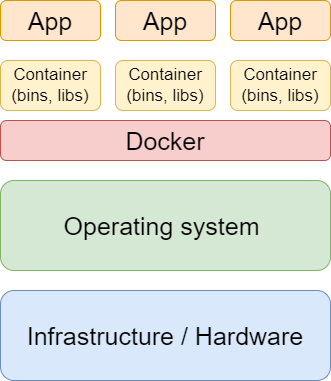 App App App
Container Container Container
(bins, libs) (bins, libs) (bins, libs)
Docker
Operating system
Infrastructure / Hardware